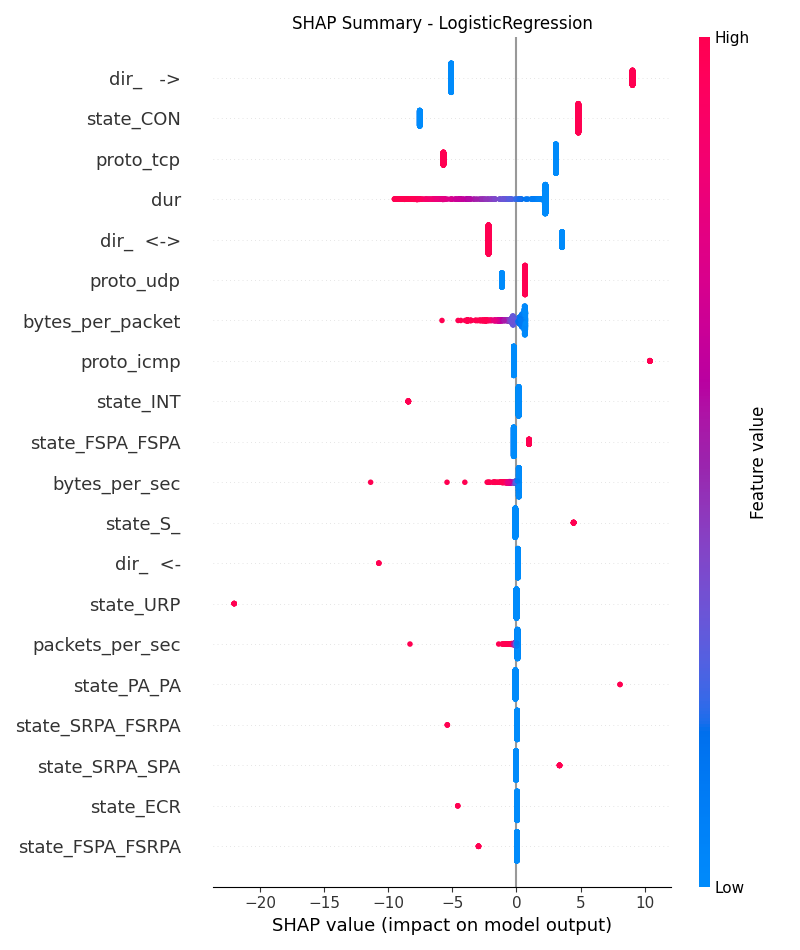 SHAP Summary - LogisticRegression
High
dir_   ->
state_CON
proto_tcp
dur
dir_  <->
proto_udp
bytes_per_packet
proto_icmp
state_INT
state_FSPA_FSPA
bytes_per_sec
state_S_
dir_  <-
state_URP
packets_per_sec
state_PA_PA
state_SRPA_FSRPA
state_SRPA_SPA
state_ECR
state_FSPA_FSRPA
Feature value
Low
−20 −15 −10 −5 0 5 10
SHAP value (impact on model output)